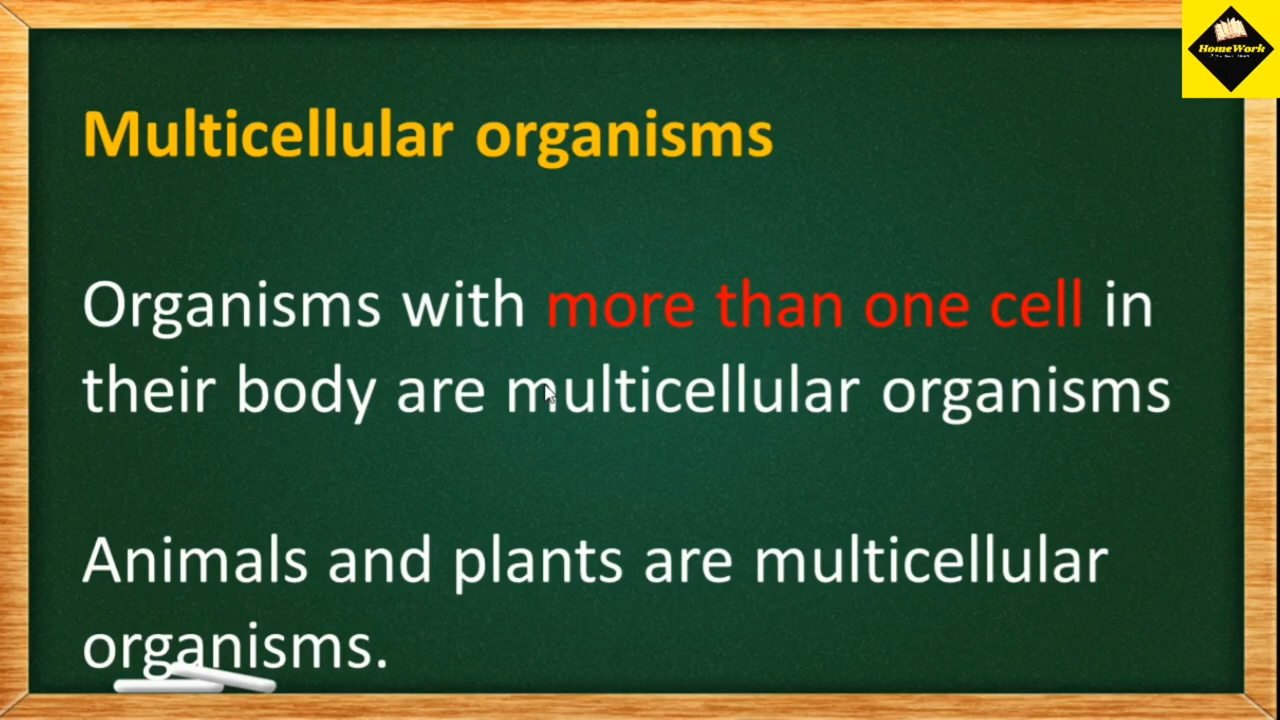 HomeWork
Multicellular organisms
Organisms with more than one cell in
their body are multicellular organisms
Animals and plants are multicellular
organisms.